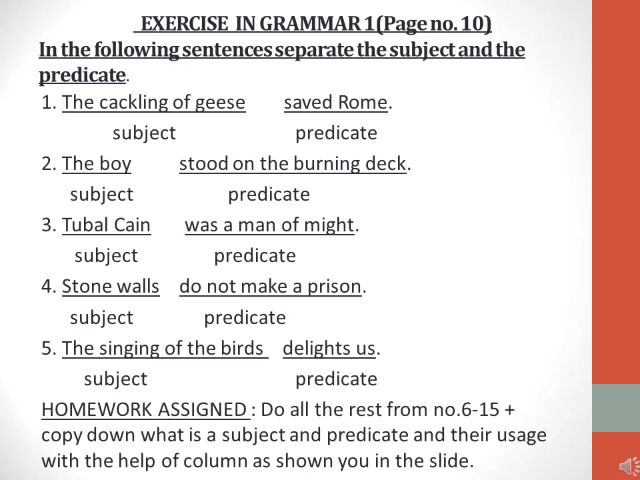 EXERCISE IN GRAMMAR 1(Page no. 10)
In the following sentences separate the subject and the
predicate.
1. The cackling of geese saved Rome.
subject predicate
2. The boy stood on the burning deck.
subject predicate
3. Tubal Cain was a man of might.
subject predicate
4. Stone walls do not make a prison.
subject predicate
5. The singing of the birds delights us.
subject predicate
HOMEWORK ASSIGNED : Do all the rest from no.6-15 +
copy down what is a subject and predicate and their usage
with the help of column as shown you in the slide.